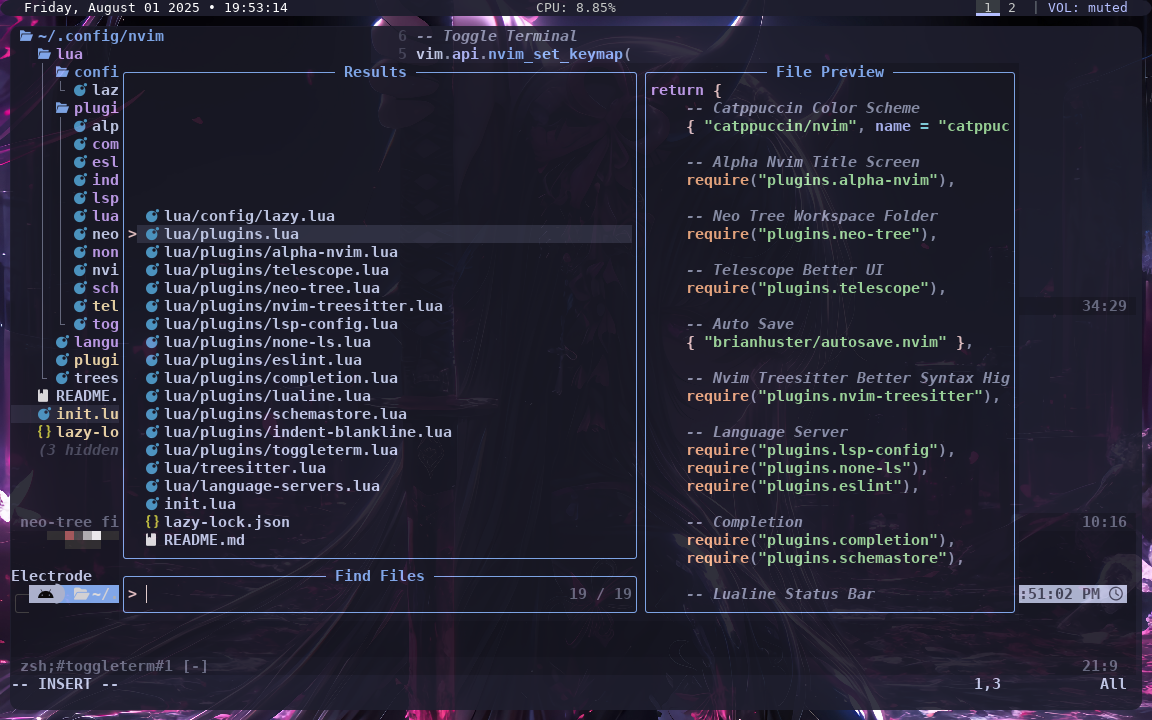 Friday, August 01 2025 • 19:53:14 CPU: 8.85% 1 2 | VOL: muted
~/.config/nvim
lua
confi
laz
plugi
alp
com
esl
ind
lsp
lua
neo
non
nvi
sch
tel
tog
langu
plugi
trees
README.
init.lu
{} lazy-lo
(3 hidden
neo-tree fi
6 -- Toggle Terminal
5 vim.api.nvim_set_keymap(
Results
lua/config/lazy.lua
> lua/plugins.lua
lua/plugins/alpha-nvim.lua
lua/plugins/telescope.lua
lua/plugins/neo-tree.lua
lua/plugins/nvim-treesitter.lua
lua/plugins/lsp-config.lua
lua/plugins/none-ls.lua
lua/plugins/eslint.lua
lua/plugins/completion.lua
lua/plugins/lualine.lua
lua/plugins/schemastore.lua
lua/plugins/indent-blankline.lua
lua/plugins/toggleterm.lua
lua/treesitter.lua
lua/language-servers.lua
init.lua
{} lazy-lock.json
README.md
Find Files
> 19 / 19
File Preview
return {
-- Catppuccin Color Scheme
{ "catppuccin/nvim", name = "catppuc
-- Alpha Nvim Title Screen
require("plugins.alpha-nvim"),
-- Neo Tree Workspace Folder
require("plugins.neo-tree"),
-- Telescope Better UI
require("plugins.telescope"),
-- Auto Save
{ "brianhuster/autosave.nvim" },
-- Nvim Treesitter Better Syntax Hig
require("plugins.nvim-treesitter"),
-- Language Server
require("plugins.lsp-config"),
require("plugins.none-ls"),
require("plugins.eslint"),
-- Completion
require("plugins.completion"),
require("plugins.schemastore"),
-- Lualine Status Bar
34:29
10:16
Electrode
~/
:51:02 PM
zsh;#toggleterm#1 [-] 21:9
-- INSERT -- 1,3 All